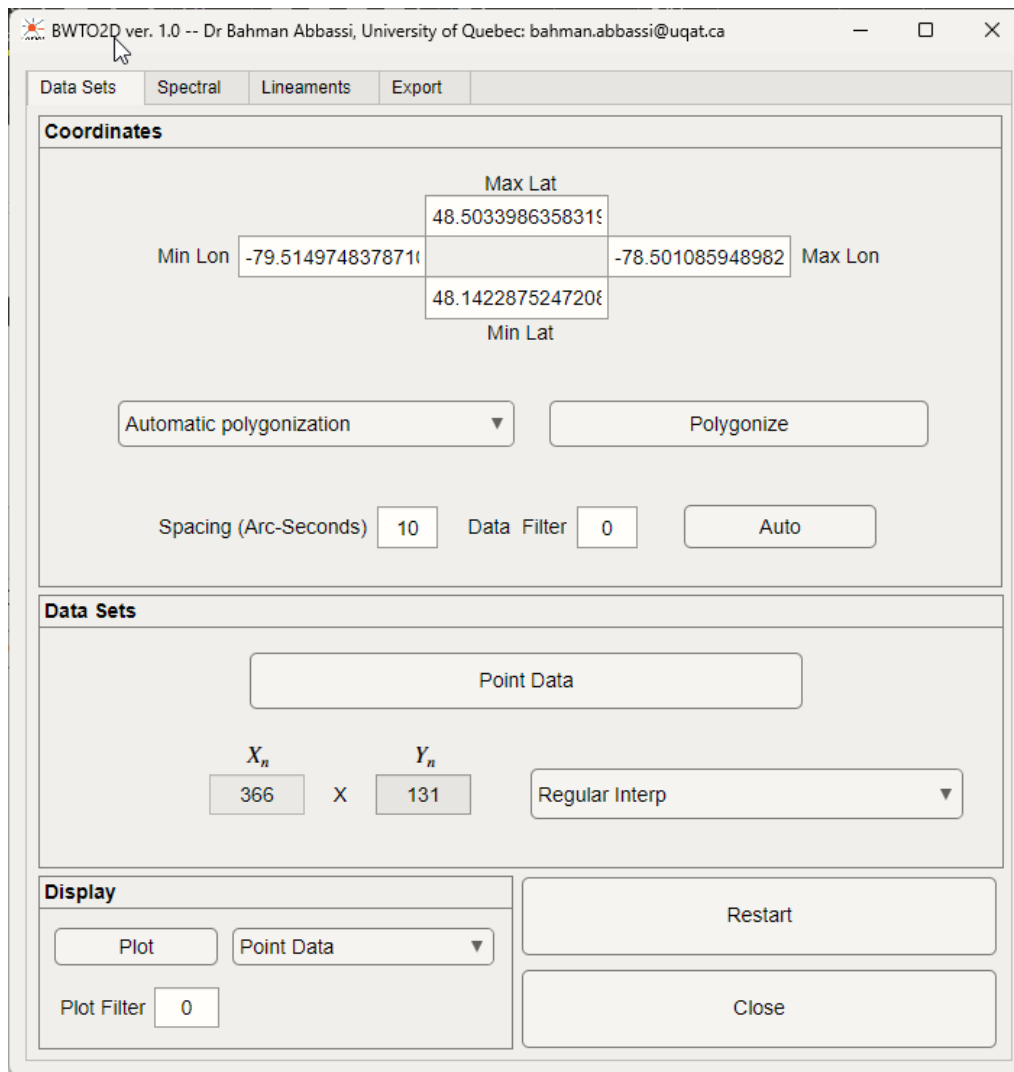 BWTO2D ver. 1.0 -- Dr Bahman Abbassi, University of Quebec: bahman.abbassi@uqat.ca
Data Sets Spectral Lineaments Export
Coordinates
Max Lat
48.5033986358319
Min Lon -79.5149748378710 -78.501085948982 Max Lon
48.1422875247208
Min Lat
Automatic polygonization Polygonize
Spacing (Arc-Seconds) 10 Data Filter 0 Auto
Data Sets
Point Data
Xn Yn
366 X 131 Regular Interp
Display
Restart
Plot Point Data
Plot Filter 0
Close